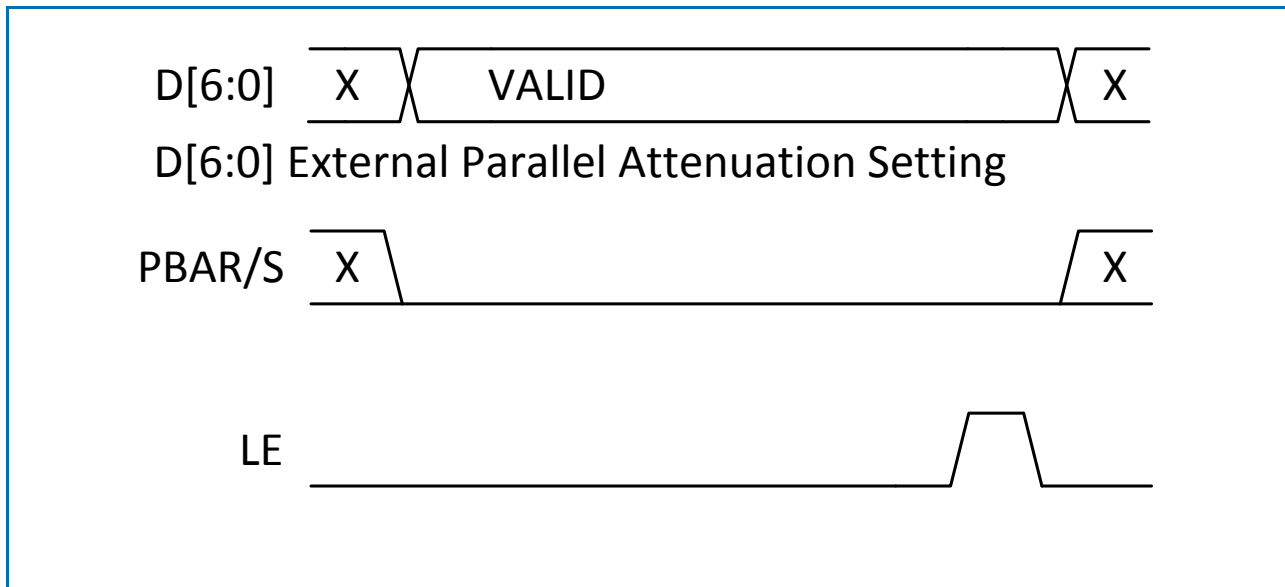 D[6:0] X VALID X
D[6:0] External Parallel Attenuation Setting
PBAR/S X X
LE